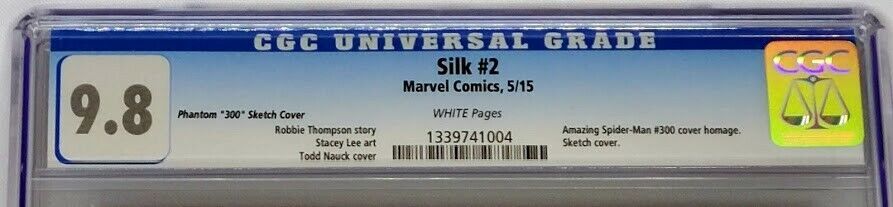 CGC UNIVERSAL GRADE
9.8
Silk #2
Marvel Comics, 5/15
Phantom "300" Sketch Cover
WHITE Pages
Robbie Thompson story
Stacey Lee art
Todd Nauck cover
1339741004
Amazing Spider-Man #300 cover homage.
Sketch cover.
CGC